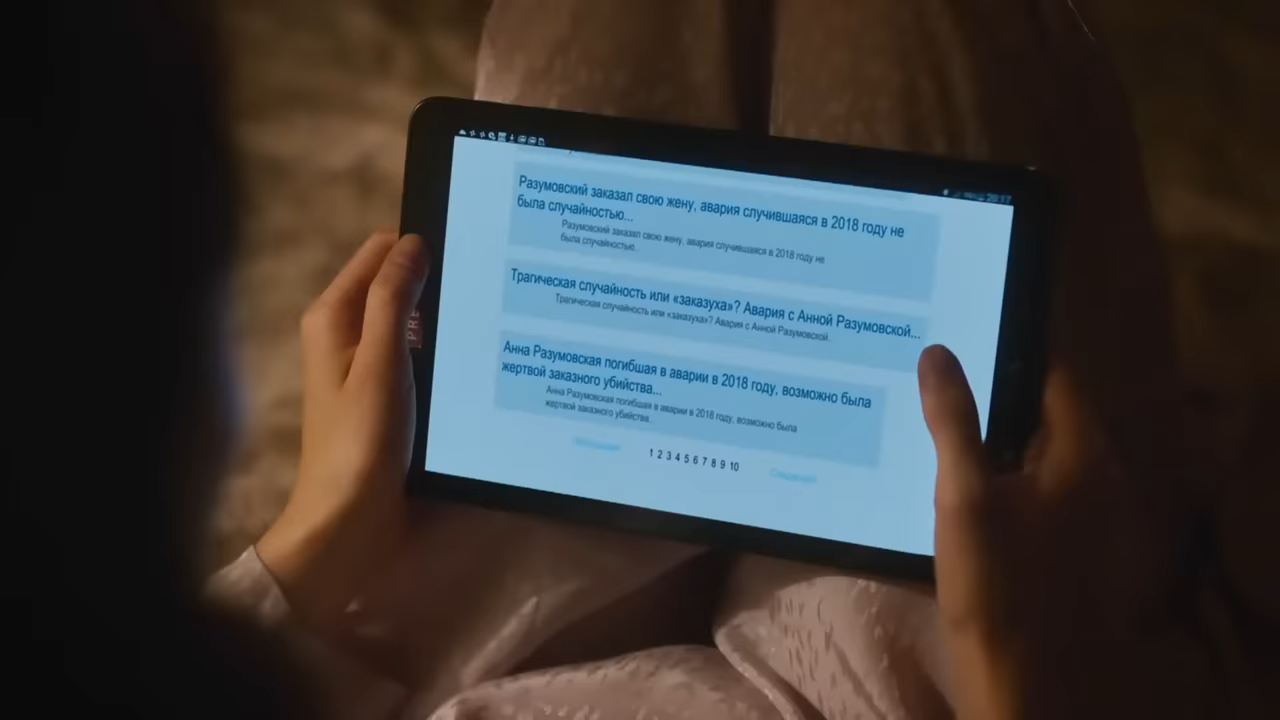 Разумовский заказал свою жену, авария случившаяся в 2018 году не
была случайностью...
Разумовский заказал свою жену, авария случившаяся в 2018 году не
была случайностью..
Трагическая случайность или «заказуха»? Авария с Анной Разумовской...
Трагическая случайность или «заказуха»? Авария с Анной Разумовской..
Анна Разумовская погибшая в аварии в 2018 году, возможно была
жертвой заказного убийства...
Анна Разумовская погибшая в аварии в 2018 году, возможно была
жертвой заказного убийства..
1 2 3 4 5 6 7 8 9 10
PRE